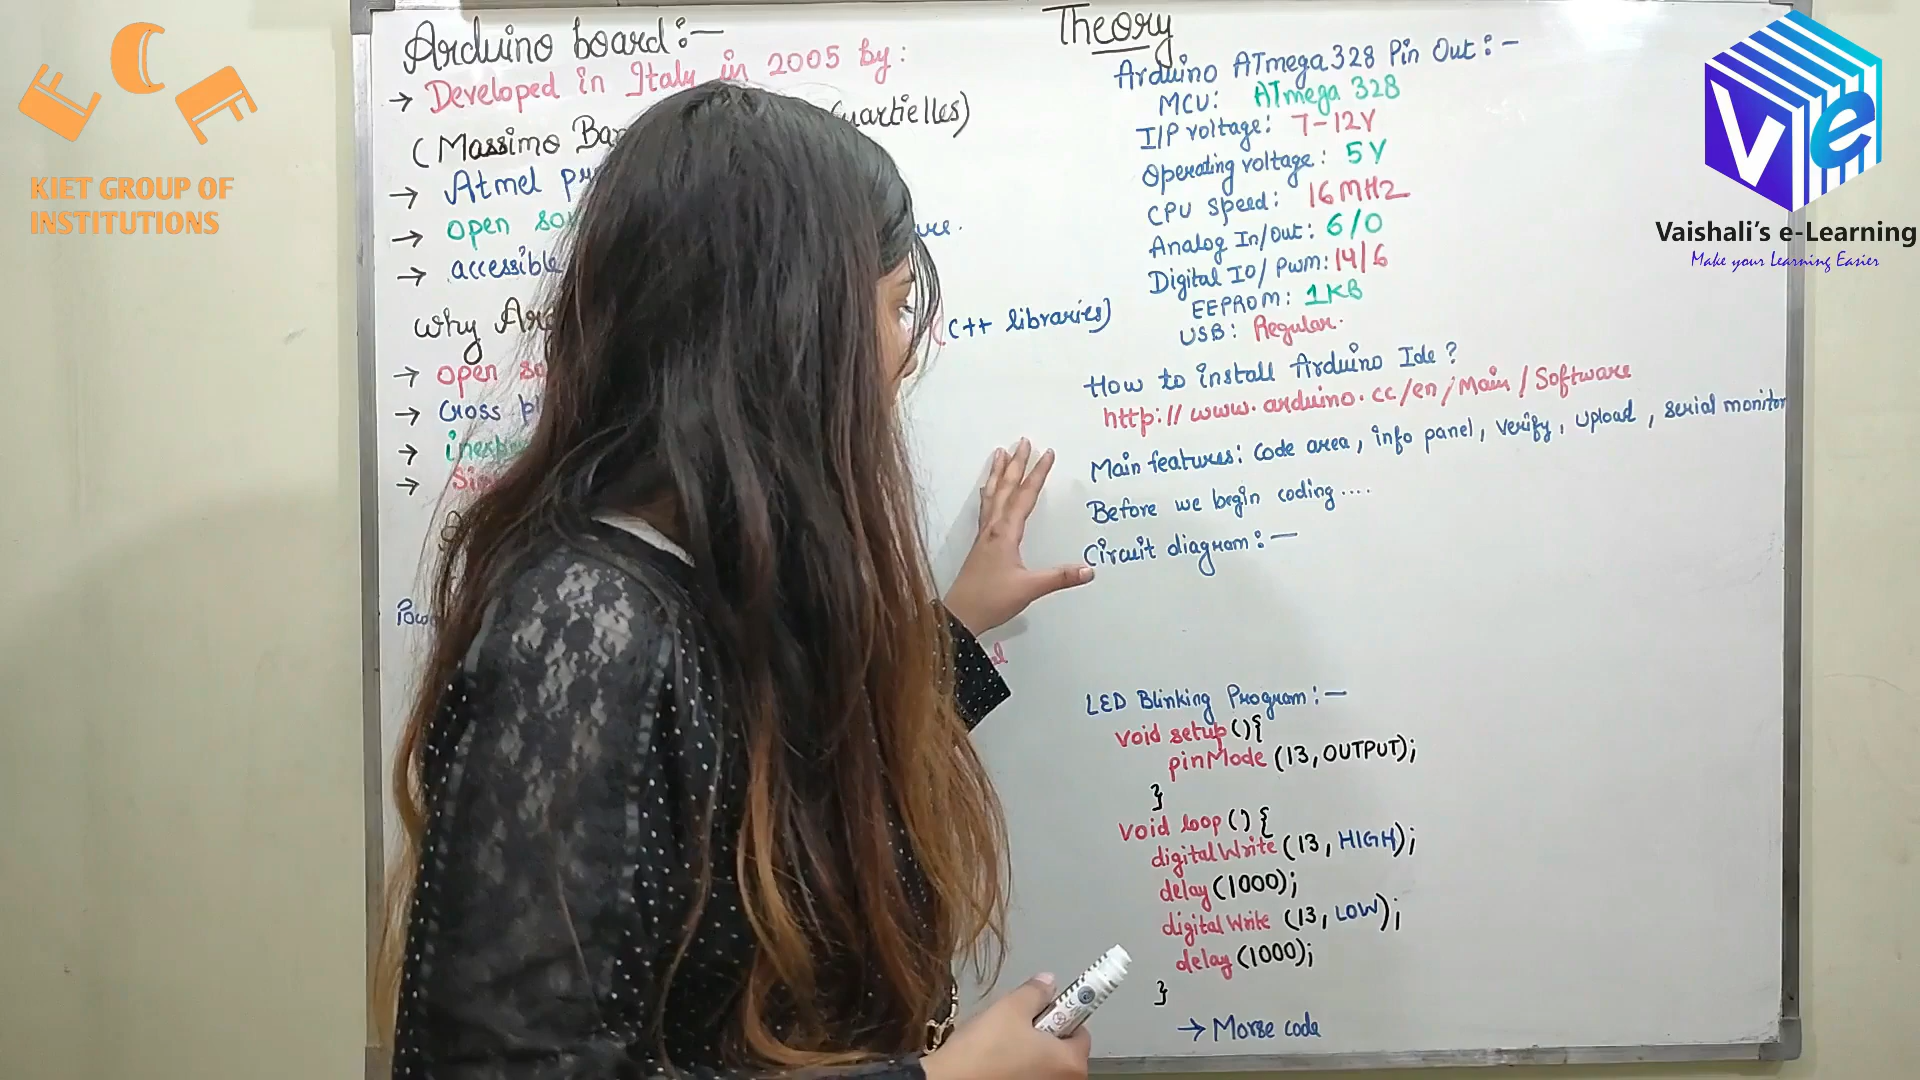 Theory
Arduino board:-
→ Developed in Italy in 2005 by:
(Massimo
→ Atmel
→ open
→ accessible
Why
(C++ libraries)
→ open
→ Cross
→
→
Arduino ATmega328 Pin Out:-
MCU: ATmega 328
I/P voltage: 7-12V
Operating voltage: 5V
CPU speed: 16MHz
Analog In/Out: 6/0
Digital IO/PWM: 14/6
EEPROM: 1KB
USB: Regular.
How to install Arduino Ide?
http://www.arduino.cc/en/Main/Software
Main features: Code area, info panel, Verify, Upload, serial monitor
Before we begin coding....
Circuit diagram:-
LED Blinking Program:-
void setup(){
pinMode (13, OUTPUT);
}
void loop(){
digitalWrite (13, HIGH);
delay (1000);
digitalWrite (13, LOW);
delay (1000);
}
→ Morse code
ECE
KIET GROUP OF
INSTITUTIONS
Ve
Vaishali's e-Learning
Make your Learning Easier